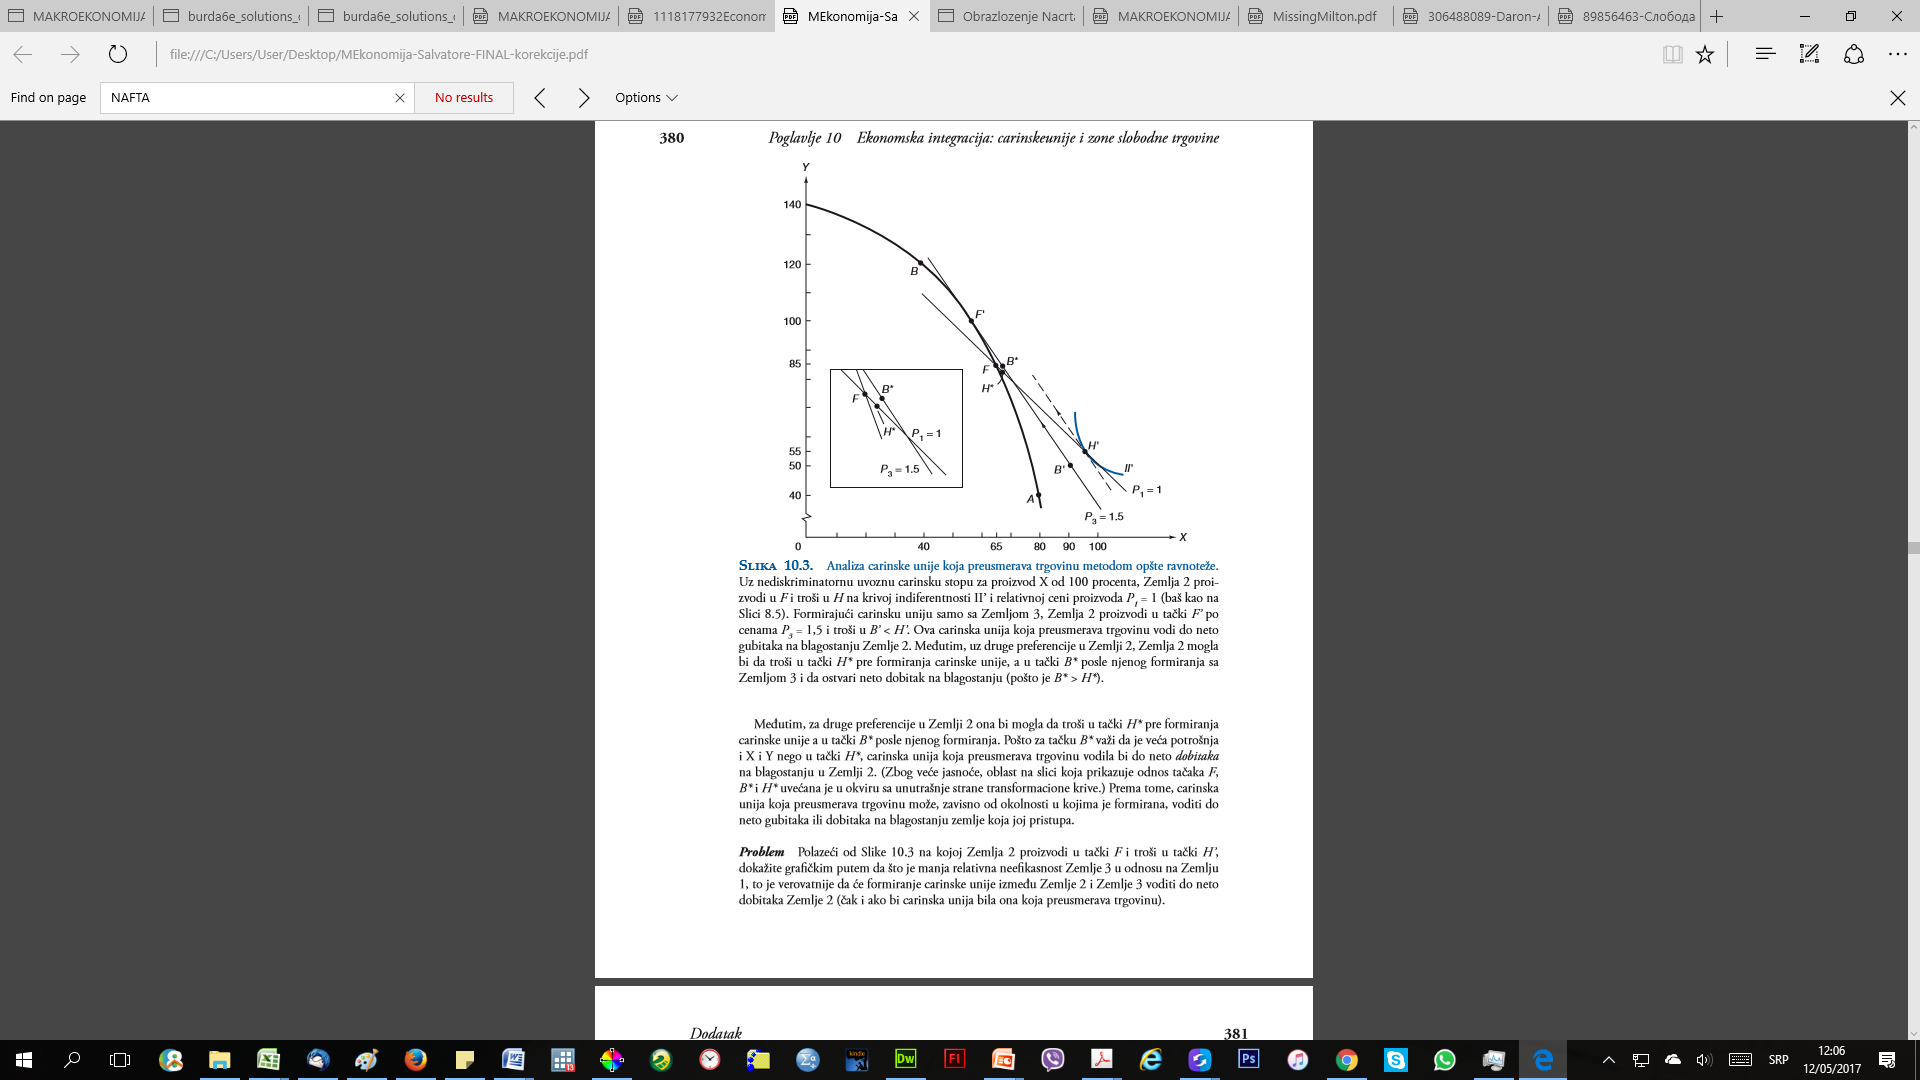 MAKROEKONOMIJA
burda6e_solutions_c
burda6e_solutions_c
MAKROEKONOMIJA
1118177932Econom
MEkonomija-Sa
Obrazlozenje Nacrta
MAKROEKONOMIJA
MissingMilton.pdf
306488089-Daron-A
89856463-Слобода
file:///C:/Users/User/Desktop/MEkonomija-Salvatore-FINAL-korekcije.pdf
Find on page NAFTA No results Options
380 Poglavlje 10 Ekonomska integracija: carinskeunije i zone slobodne trgovine
Y
140
120
B
100
F'
85
F
B*
H*
B*
F
H*
P1 = 1
P3 = 1.5
55
50
40
H'
B'
II'
A
P1 = 1
P3 = 1.5
X
0 40 65 80 90 100
SLIKA 10.3. Analiza carinske unije koja preusmerava trgovinu metodom opšte ravnoteže.
Uz nediskriminatornu uvoznu carinsku stopu za proizvod X od 100 procenta, Zemlja 2 proi-
zvodi u F i troši u H na krivoj indiferentnosti II’ i relativnoj ceni proizvoda P1 = 1 (baš kao na
Slici 8.5). Formirajući carinsku uniju samo sa Zemljom 3, Zemlja 2 proizvodi u tački F’ po
cenama P3 = 1,5 i troši u B’ < H’. Ova carinska unija koja preusmerava trgovinu vodi do neto
gubitaka na blagostanju Zemlje 2. Međutim, uz druge preferencije u Zemlji 2, Zemlja 2 mogla
bi da troši u tački H* pre formiranja carinske unije, a u tački B* posle njenog formiranja sa
Zemljom 3 i da ostvari neto dobitak na blagostanju (pošto je B* > H*).
Međutim, za druge preferencije u Zemlji 2 ona bi mogla da troši u tački H* pre formiranja
carinske unije a u tački B* posle njenog formiranja. Pošto za tačku B* važi da je veća potrošnja
i X i Y nego u tački H*, carinska unija koja preusmerava trgovinu vodila bi do neto dobitaka
na blagostanju u Zemlji 2. (Zbog veće jasnoće, oblast na slici koja prikazuje odnos tačaka F,
B* i H* uvećana je u okviru sa unutrašnje strane transformacione krive.) Prema tome, carinska
unija koja preusmerava trgovinu može, zavisno od okolnosti u kojima je formirana, voditi do
neto gubitaka ili dobitaka na blagostanju zemlje koja joj pristupa.
Problem Polazeći od Slike 10.3 na kojoj Zemlja 2 proizvodi u tački F i troši u tački H’,
dokažite grafičkim putem da što je manja relativna neefikasnost Zemlje 3 u odnosu na Zemlju
1, to je verovatnije da će formiranje carinske unije između Zemlje 2 i Zemlje 3 voditi do neto
dobitaka Zemlje 2 (čak i ako bi carinska unija bila ona koja preusmerava trgovinu).
Dodatak 381
SRP
12:06
12/05/2017